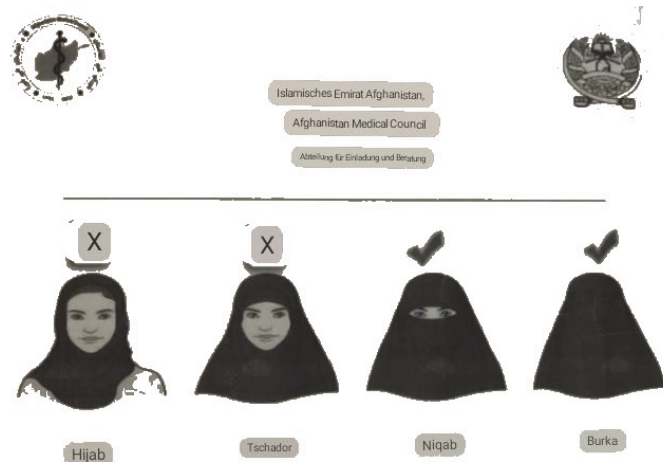 Islamisches Emirat Afghanistan,
Afghanistan Medical Council
Abteilung für Einladung und Beratung
X
X
Hijab
Tschador
Niqab
Burka